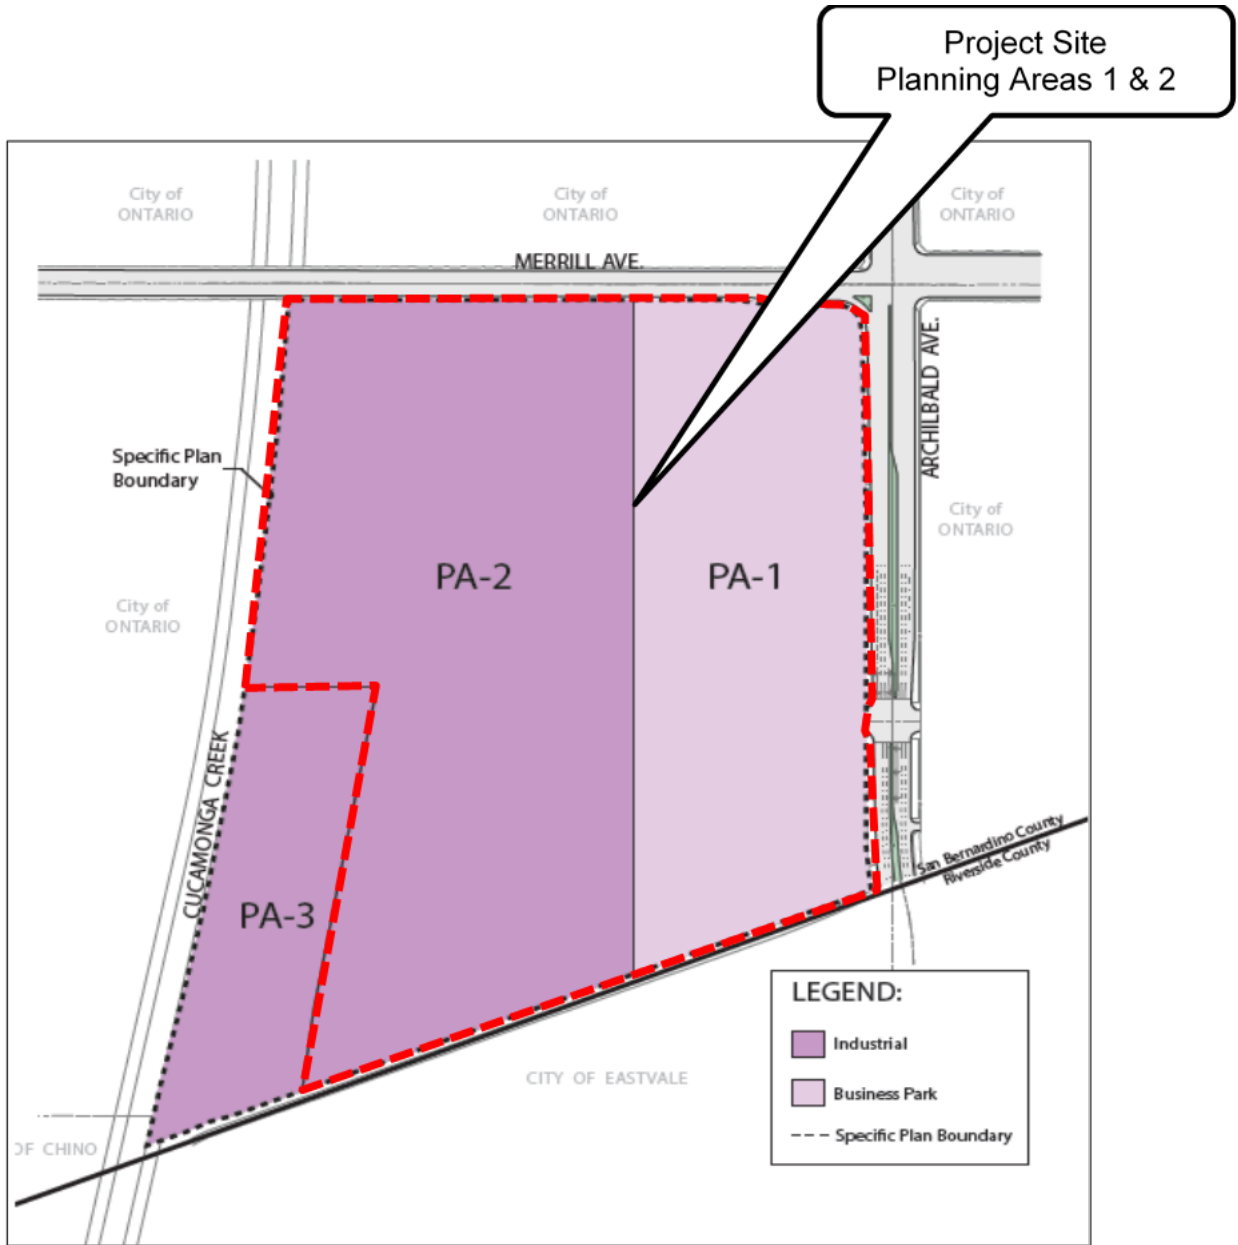 Project Site
Planning Areas 1 & 2
City of
ONTARIO
City of
ONTARIO
City of
ONTARIO
MERRILL AVE.
ARCHILBALD AVE.
Specific Plan
Boundary
City of
ONTARIO
PA-2
PA-1
City of
ONTARIO
CUCAMONGA CREEK
San Bernardino County
Riverside County
PA-3
LEGEND:
Industrial
Business Park
Specific Plan Boundary
CITY OF EASTVALE
OF CHINO